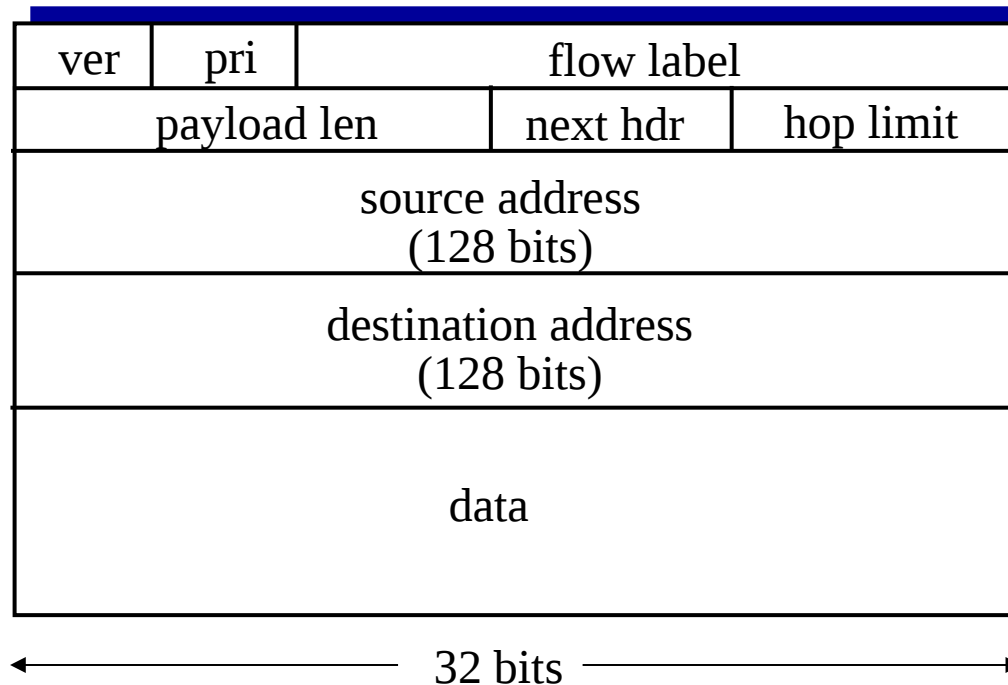 ver pri flow label
payload len next hdr hop limit
source address
(128 bits)
destination address
(128 bits)
data
32 bits